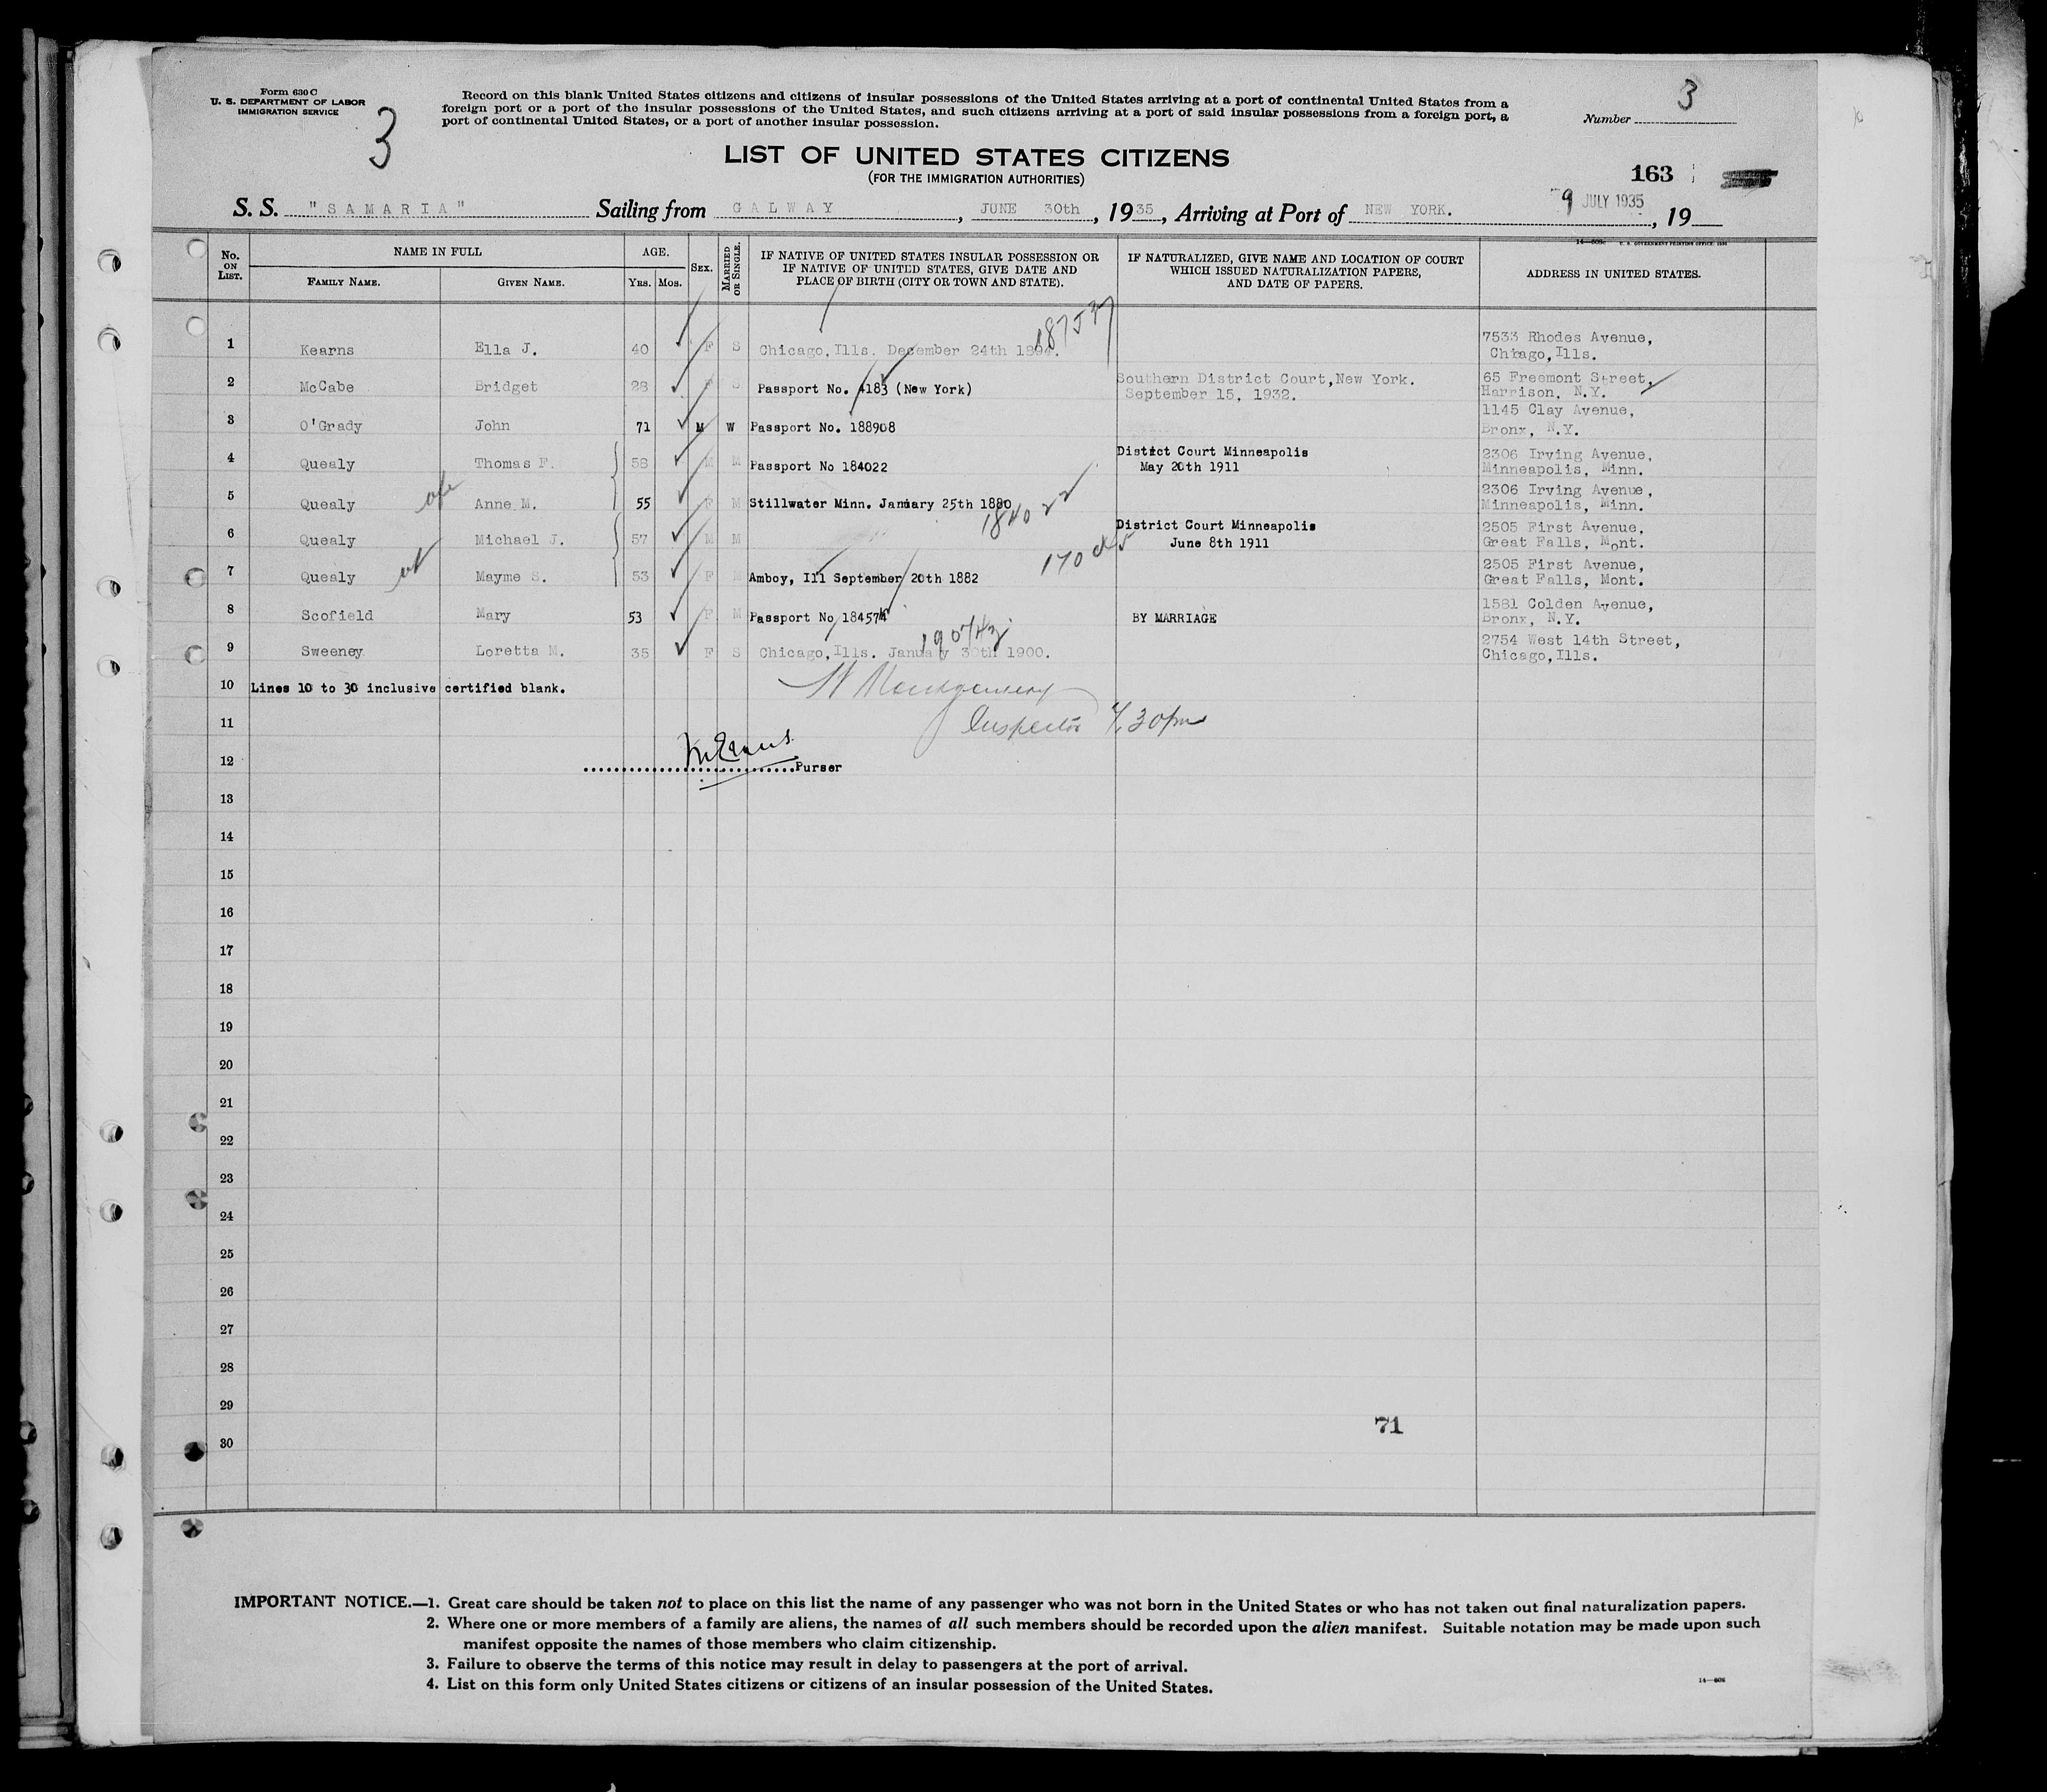 Form 630 C
U. S. DEPARTMENT OF LABOR
IMMIGRATION SERVICE
3
Record on this blank United States citizens and citizens of insular possessions of the United States arriving at a port of continental United States from a
foreign port or a port of the insular possessions of the United States, and such citizens arriving at a port of said insular possessions from a foreign port, a
port of continental United States, or a port of another insular possession.
3
Number
LIST OF UNITED STATES CITIZENS
(FOR THE IMMIGRATION AUTHORITIES)
163
S. S. "SAMARIA" Sailing from GALWAY, JUNE 30th, 1935, Arriving at Port of NEW YORK. 9 JULY 1935, 19
No. ON LIST. NAME IN FULL FAMILY NAME. GIVEN NAME. AGE. YRS. MOS. SEX. MARRIED OR SINGLE. IF NATIVE OF UNITED STATES INSULAR POSSESSION OR IF NATIVE OF UNITED STATES, GIVE DATE AND PLACE OF BIRTH (CITY OR TOWN AND STATE). IF NATURALIZED, GIVE NAME AND LOCATION OF COURT WHICH ISSUED NATURALIZATION PAPERS, AND DATE OF PAPERS. ADDRESS IN UNITED STATES.
187537
1 Kearns Ella J. 40 F S Chicago, Ills. December 24th 1894. 7533 Rhodes Avenue, Chicago, Ills.
2 McCabe Bridget 28 F S Passport No. 4183 (New York) Southern District Court, New York. September 15, 1932. 65 Freemont Street, Harrison, N.Y.
3 O'Grady John 71 M W Passport No. 188908 1145 Clay Avenue, Bronx, N.Y.
4 Quealy Thomas F. 58 M M Passport No 184022 District Court Minneapolis May 20th 1911 2306 Irving Avenue, Minneapolis, Minn.
5 Quealy Anne M. 55 F M Stillwater Minn. January 25th 1880 2306 Irving Avenue, Minneapolis, Minn.
184022
6 Quealy Michael J. 57 M M District Court Minneapolis June 8th 1911 2505 First Avenue, Great Falls, Mont.
7 Quealy Mayme S. 53 F M Amboy, Ill September 20th 1882 2505 First Avenue, Great Falls, Mont.
8 Scofield Mary 53 F M Passport No 184574 BY MARRIAGE 1581 Colden Avenue, Bronx, N.Y.
9 Sweeney Loretta M. 35 F S Chicago, Ills. January 30th 1900. 2754 West 14th Street, Chicago, Ills.
10 Lines 10 to 30 inclusive certified blank.
Montgomery
11 Inspector 7,30pm
12 Purser
13
14
15
16
17
18
19
20
21
22
23
24
25
26
27
28
29
71
30
IMPORTANT NOTICE.—1. Great care should be taken not to place on this list the name of any passenger who was not born in the United States or who has not taken out final naturalization papers.
2. Where one or more members of a family are aliens, the names of all such members should be recorded upon the alien manifest. Suitable notation may be made upon such
manifest opposite the names of those members who claim citizenship.
3. Failure to observe the terms of this notice may result in delay to passengers at the port of arrival.
4. List on this form only United States citizens or citizens of an insular possession of the United States.